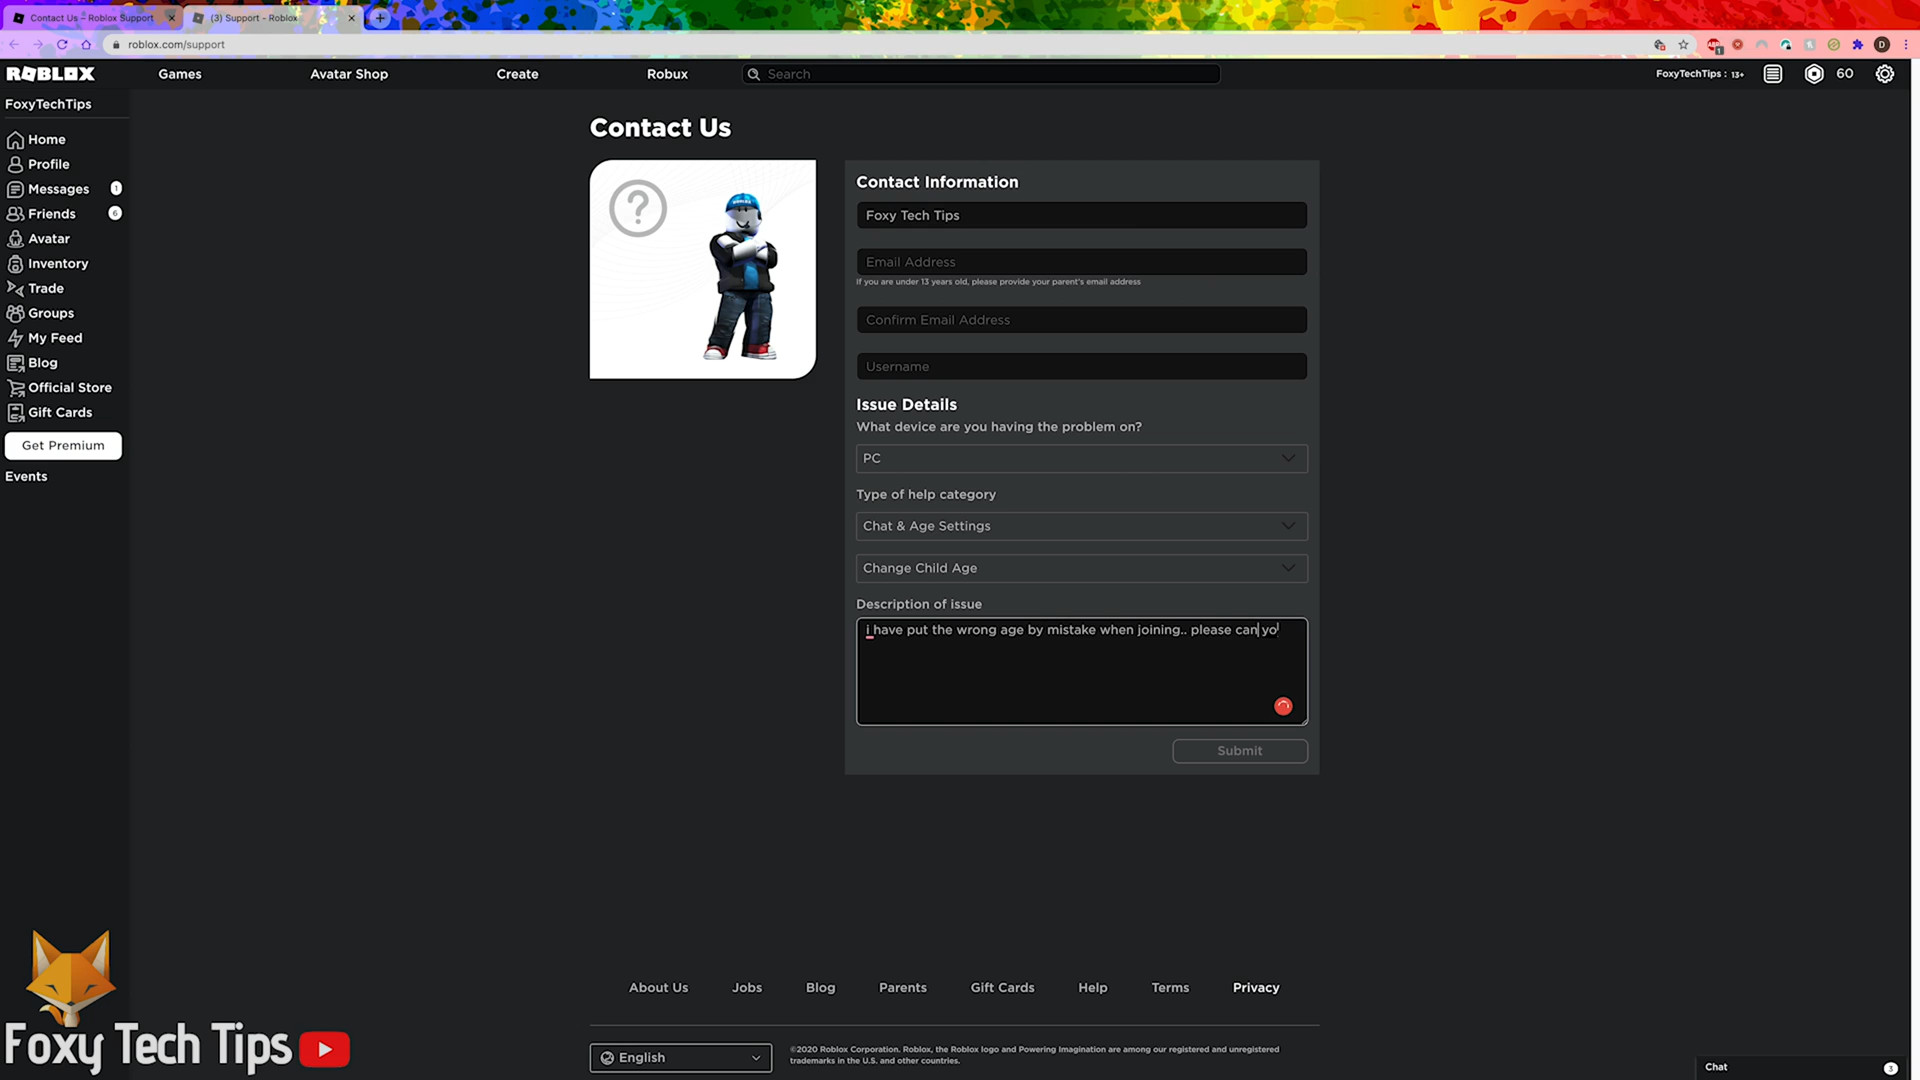 Contact Us – Roblox Support
(3) Support - Roblox
roblox.com/support
ROBLOX Games Avatar Shop Create Robux Search FoxyTechTips : 13+ 60
FoxyTechTips
Home
Profile
Messages 1
Friends 6
Avatar
Inventory
Trade
Groups
My Feed
Blog
Official Store
Gift Cards
Get Premium
Events
Contact Us
ROBLOX
Contact Information
Foxy Tech Tips
Email Address
If you are under 13 years old, please provide your parent's email address
Confirm Email Address
Username
Issue Details
What device are you having the problem on?
PC
Type of help category
Chat & Age Settings
Change Child Age
Description of issue
i have put the wrong age by mistake when joining.. please can yo
Submit
About Us Jobs Blog Parents Gift Cards Help Terms Privacy
English
©2020 Roblox Corporation. Roblox, the Roblox logo and Powering Imagination are among our registered and unregistered
trademarks in the U.S. and other countries.
Foxy Tech Tips
Chat 3